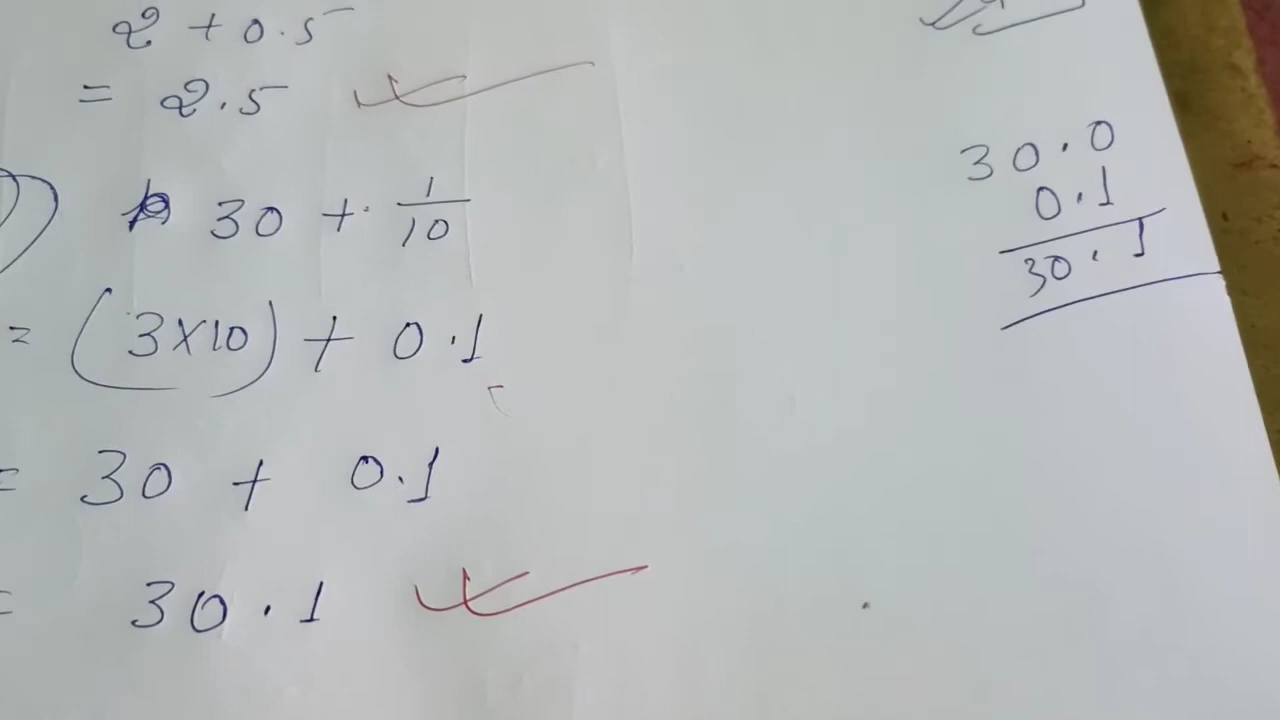 2 + 0.5
= 2.5
30 + 1/10
= (3×10) + 0.1
= 30 + 0.1
= 30.1
30.0
0.1
30.1